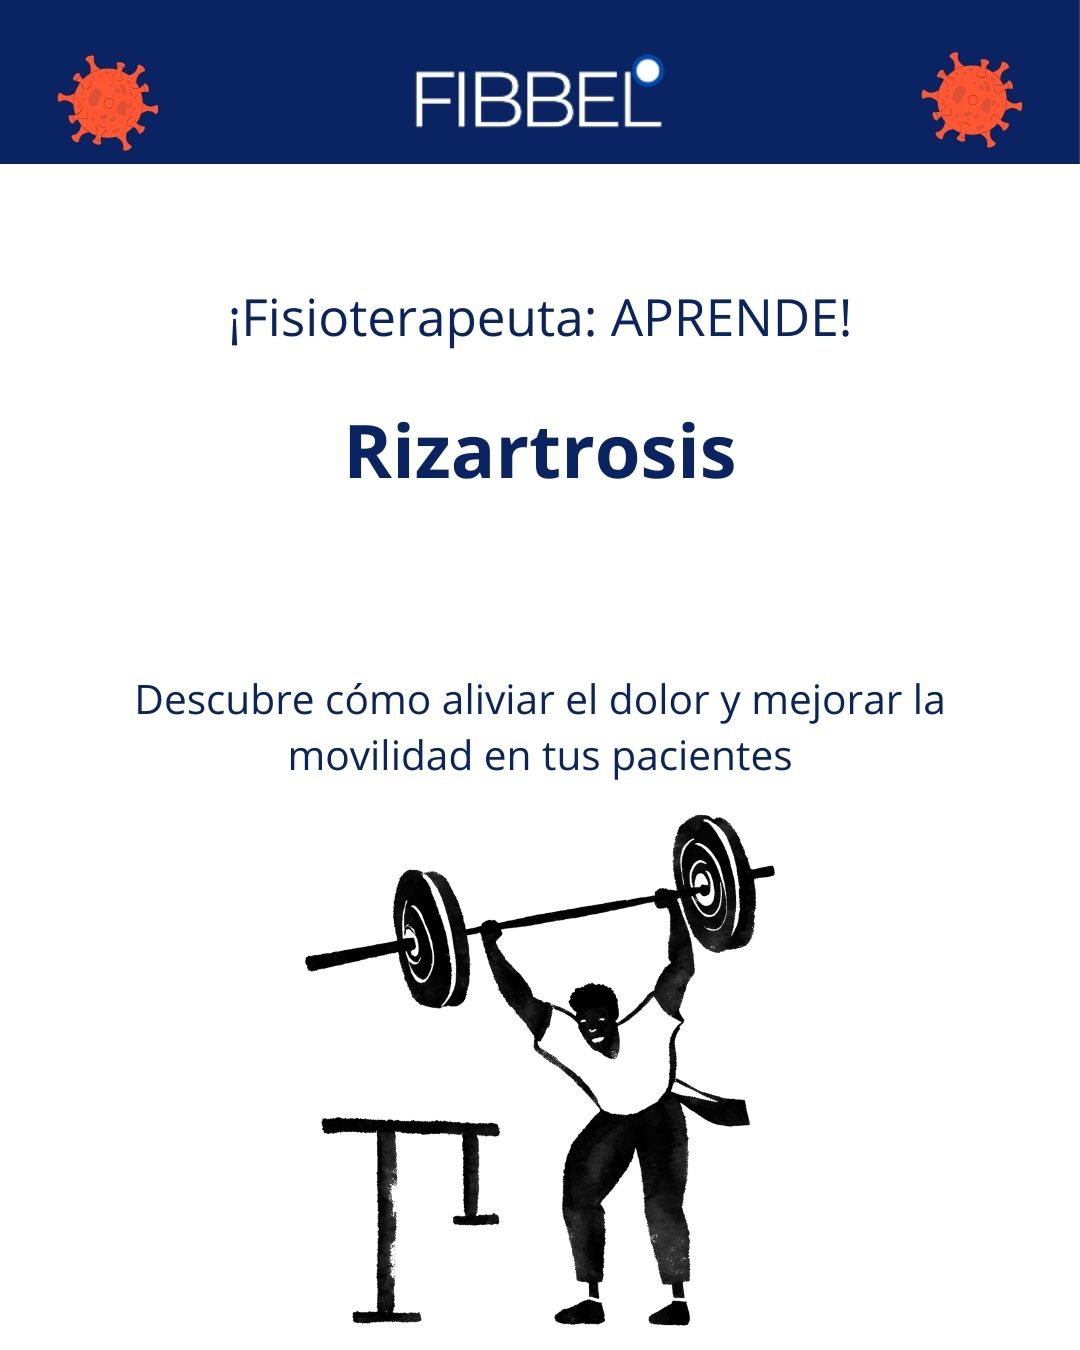 FIBBEL
¡Fisioterapeuta: APRENDE!
Rizartrosis
Descubre cómo aliviar el dolor y mejorar la
movilidad en tus pacientes